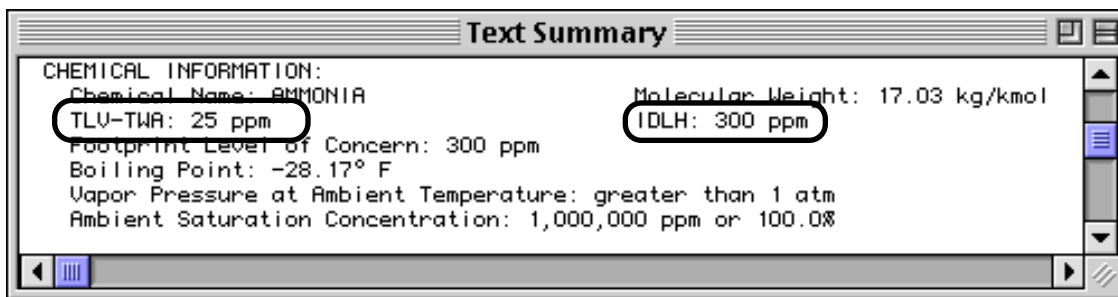 Text Summary
CHEMICAL INFORMATION:
Chemical Name: AMMONIA Molecular Weight: 17.03 kg/kmol
TLV-TWA: 25 ppm IDLH: 300 ppm
Footprint Level of Concern: 300 ppm
Boiling Point: -28.17° F
Vapor Pressure at Ambient Temperature: greater than 1 atm
Ambient Saturation Concentration: 1,000,000 ppm or 100.0%